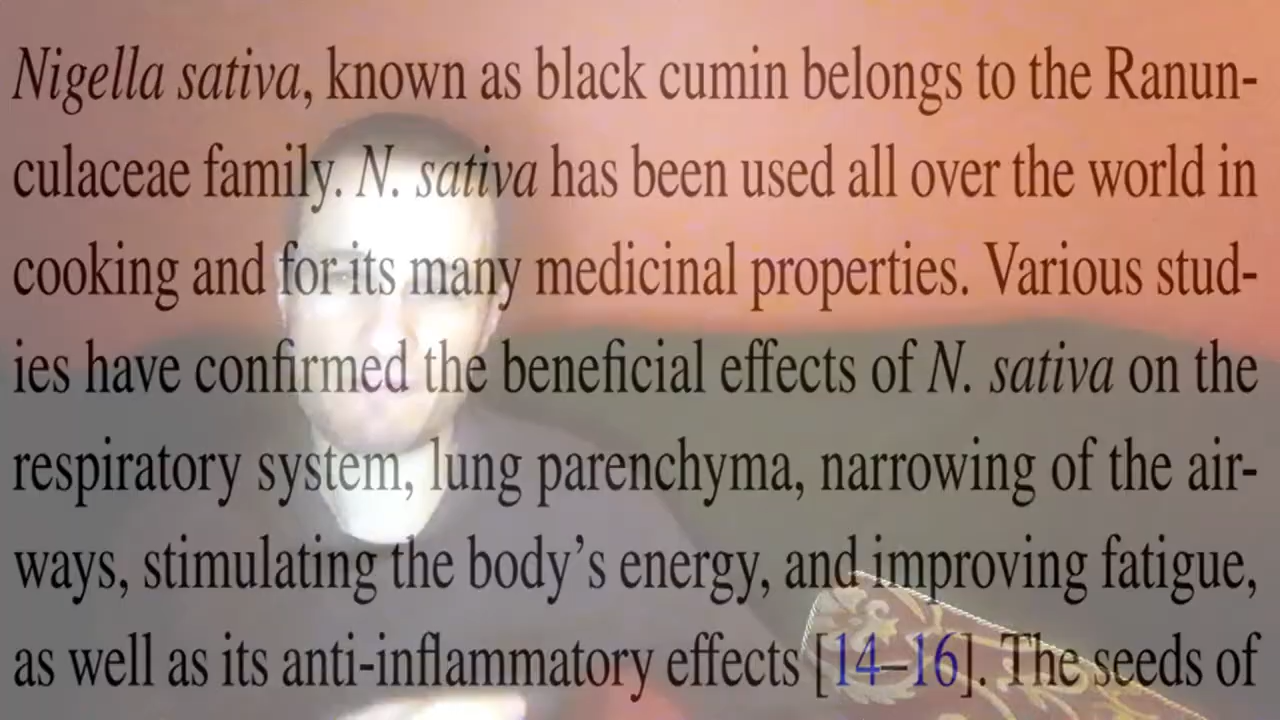 Nigella sativa, known as black cumin belongs to the Ranun-
culaceae family. N. sativa has been used all over the world in
cooking and for its many medicinal properties. Various stud-
ies have confirmed the beneficial effects of N. sativa on the
respiratory system, lung parenchyma, narrowing of the air-
ways, stimulating the body’s energy, and improving fatigue,
as well as its anti-inflammatory effects [14–16]. The seeds of